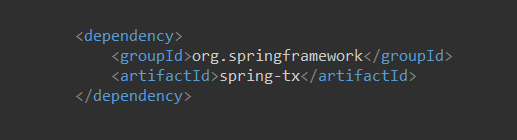 <dependency>
<groupId>org.springframework</groupId>
<artifactId>spring-tx</artifactId>
</dependency>